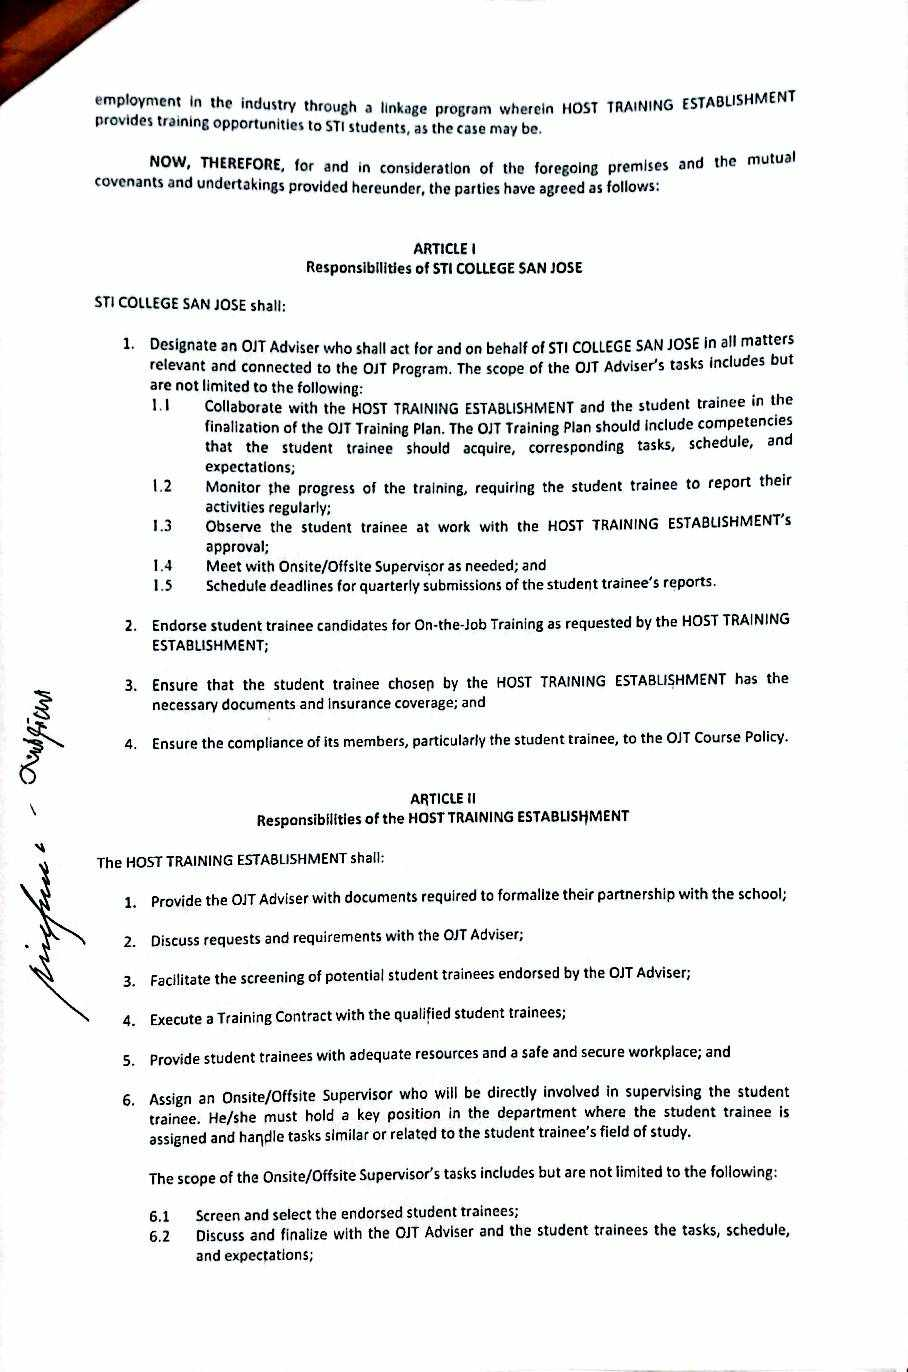 employment in the industry through a linkage program wherein HOST TRAINING ESTABLISHMENT
provides training opportunities to STI students, as the case may be.
NOW, THEREFORE, for and in consideration of the foregoing premises and the mutual
covenants and undertakings provided hereunder, the parties have agreed as follows:
ARTICLE I
Responsibilities of STI COLLEGE SAN JOSE
STI COLLEGE SAN JOSE shall:
1. Designate an OJT Adviser who shall act for and on behalf of STI COLLEGE SAN JOSE in all matters
relevant and connected to the OJT Program. The scope of the OJT Adviser's tasks includes but
are not limited to the following:
1.1 Collaborate with the HOST TRAINING ESTABLISHMENT and the student trainee in the
finalization of the OJT Training Plan. The OJT Training Plan should include competencies
that the student trainee should acquire, corresponding tasks, schedule, and
expectations;
1.2 Monitor the progress of the training, requiring the student trainee to report their
activities regularly;
1.3 Observe the student trainee at work with the HOST TRAINING ESTABLISHMENT's
approval;
1.4 Meet with Onsite/Offsite Supervisor as needed; and
1.5 Schedule deadlines for quarterly submissions of the student trainee's reports.
2. Endorse student trainee candidates for On-the-Job Training as requested by the HOST TRAINING
ESTABLISHMENT;
3. Ensure that the student trainee chosen by the HOST TRAINING ESTABLISHMENT has the
necessary documents and insurance coverage; and
4. Ensure the compliance of its members, particularly the student trainee, to the OJT Course Policy.
ARTICLE II
Responsibilities of the HOST TRAINING ESTABLISHMENT
The HOST TRAINING ESTABLISHMENT shall:
1. Provide the OJT Adviser with documents required to formalize their partnership with the school;
2. Discuss requests and requirements with the OJT Adviser;
3. Facilitate the screening of potential student trainees endorsed by the OJT Adviser;
4. Execute a Training Contract with the qualified student trainees;
5. Provide student trainees with adequate resources and a safe and secure workplace; and
6. Assign an Onsite/Offsite Supervisor who will be directly involved in supervising the student
trainee. He/she must hold a key position in the department where the student trainee is
assigned and handle tasks similar or related to the student trainee's field of study.
The scope of the Onsite/Offsite Supervisor's tasks includes but are not limited to the following:
6.1 Screen and select the endorsed student trainees;
6.2 Discuss and finalize with the OJT Adviser and the student trainees the tasks, schedule,
and expectations;